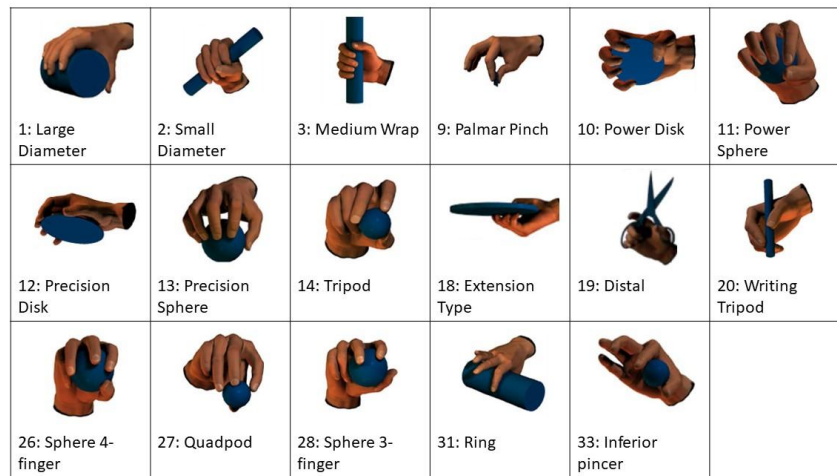 1: Large
Diameter
2: Small
Diameter
3: Medium Wrap
9: Palmar Pinch
10: Power Disk
11: Power
Sphere
12: Precision
Disk
13: Precision
Sphere
14: Tripod
18: Extension
Type
19: Distal
20: Writing
Tripod
26: Sphere 4-
finger
27: Quadpod
28: Sphere 3-
finger
31: Ring
33: Inferior
pincer